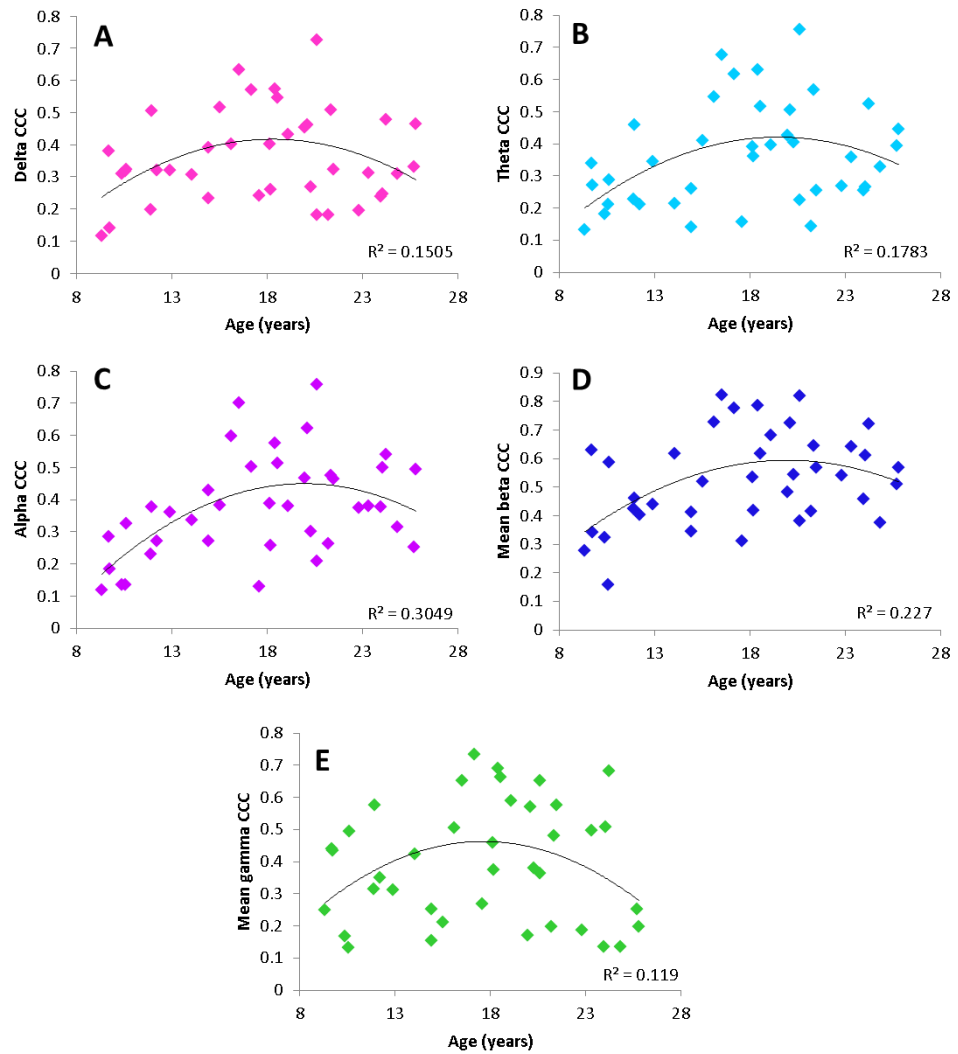 A
Delta CCC
0.8
0.7
0.6
0.5
0.4
0.3
0.2
0.1
0
8 13 18 23 28
Age (years)
R² = 0.1505
B
Theta CCC
0.8
0.7
0.6
0.5
0.4
0.3
0.2
0.1
0
8 13 18 23 28
Age (years)
R² = 0.1783
C
Alpha CCC
0.8
0.7
0.6
0.5
0.4
0.3
0.2
0.1
0
8 13 18 23 28
Age (years)
R² = 0.3049
D
Mean beta CCC
0.9
0.8
0.7
0.6
0.5
0.4
0.3
0.2
0.1
0
8 13 18 23 28
Age (years)
R² = 0.227
E
Mean gamma CCC
0.8
0.7
0.6
0.5
0.4
0.3
0.2
0.1
0
8 13 18 23 28
Age (years)
R² = 0.119